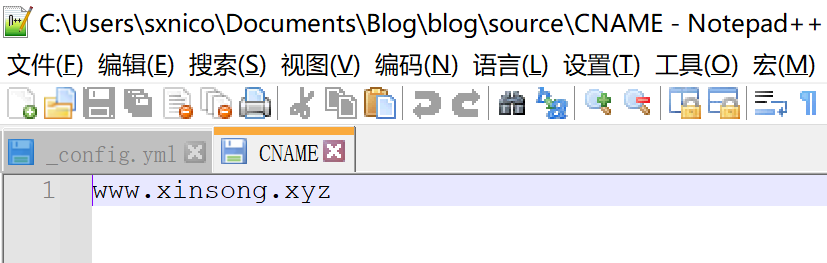 C:\Users\sxnico\Documents\Blog\blog\source\CNAME - Notepad++
文件(F) 编辑(E) 搜索(S) 视图(V) 编码(N) 语言(L) 设置(T) 工具(O) 宏(M)
_config.yml CNAME
1 www.xinsong.xyz